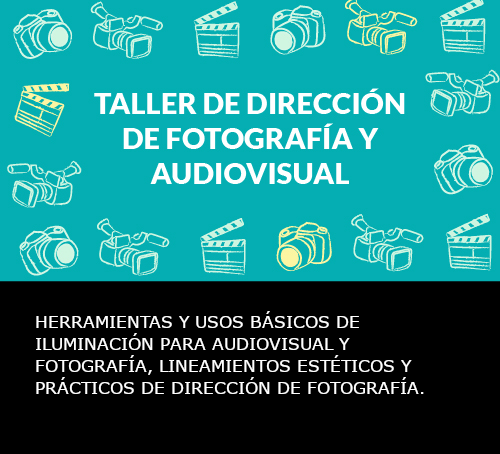 TALLER DE DIRECCIÓN
DE FOTOGRAFÍA Y
AUDIOVISUAL
HERRAMIENTAS Y USOS BÁSICOS DE
ILUMINACIÓN PARA AUDIOVISUAL Y
FOTOGRAFÍA, LINEAMIENTOS ESTÉTICOS Y
PRÁCTICOS DE DIRECCIÓN DE FOTOGRAFÍA.